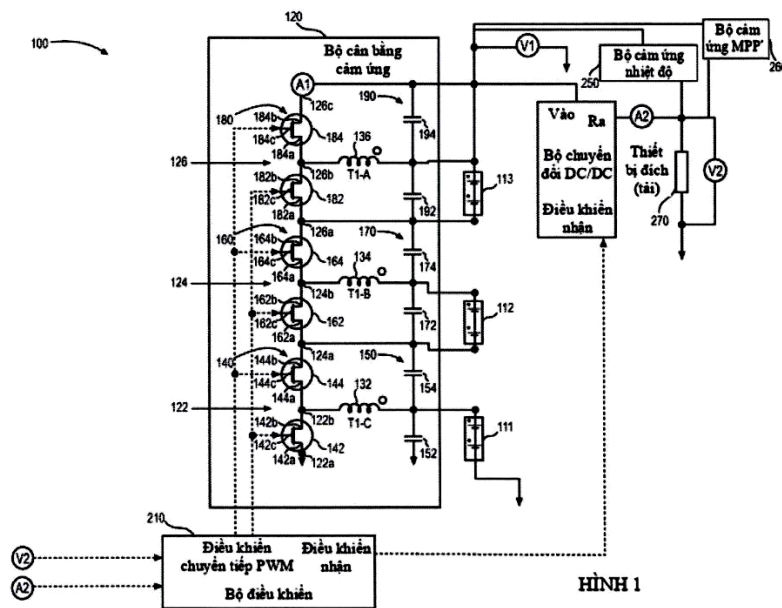 100
120
Bộ cân bằng
cảm ứng
V1
Bộ cảm ứng
nhiệt độ
250
Bộ cảm
ứng MPP
260
A1
126c
190
180
184b
184c
184
184a
136
194
T1-A
126
126b
182b
182c
182
182a
192
113
126a
170
160
164b
164c
164
164a
134
174
T1-B
124
124b
162b
162c
162
162a
172
112
124a
150
140
144b
144c
144
144a
132
154
T1-C
122
122b
142b
142c
142
142a
122a
152
111
Vào
Ra
Bộ chuyển
đổi DC/DC
Điều khiển
nhận
A2
Thiết
bị đích
(tải)
270
V2
210
V2
A2
Điều khiển
chuyển tiếp PWM
Điều khiển
nhận
Bộ điều khiển
HÌNH 1